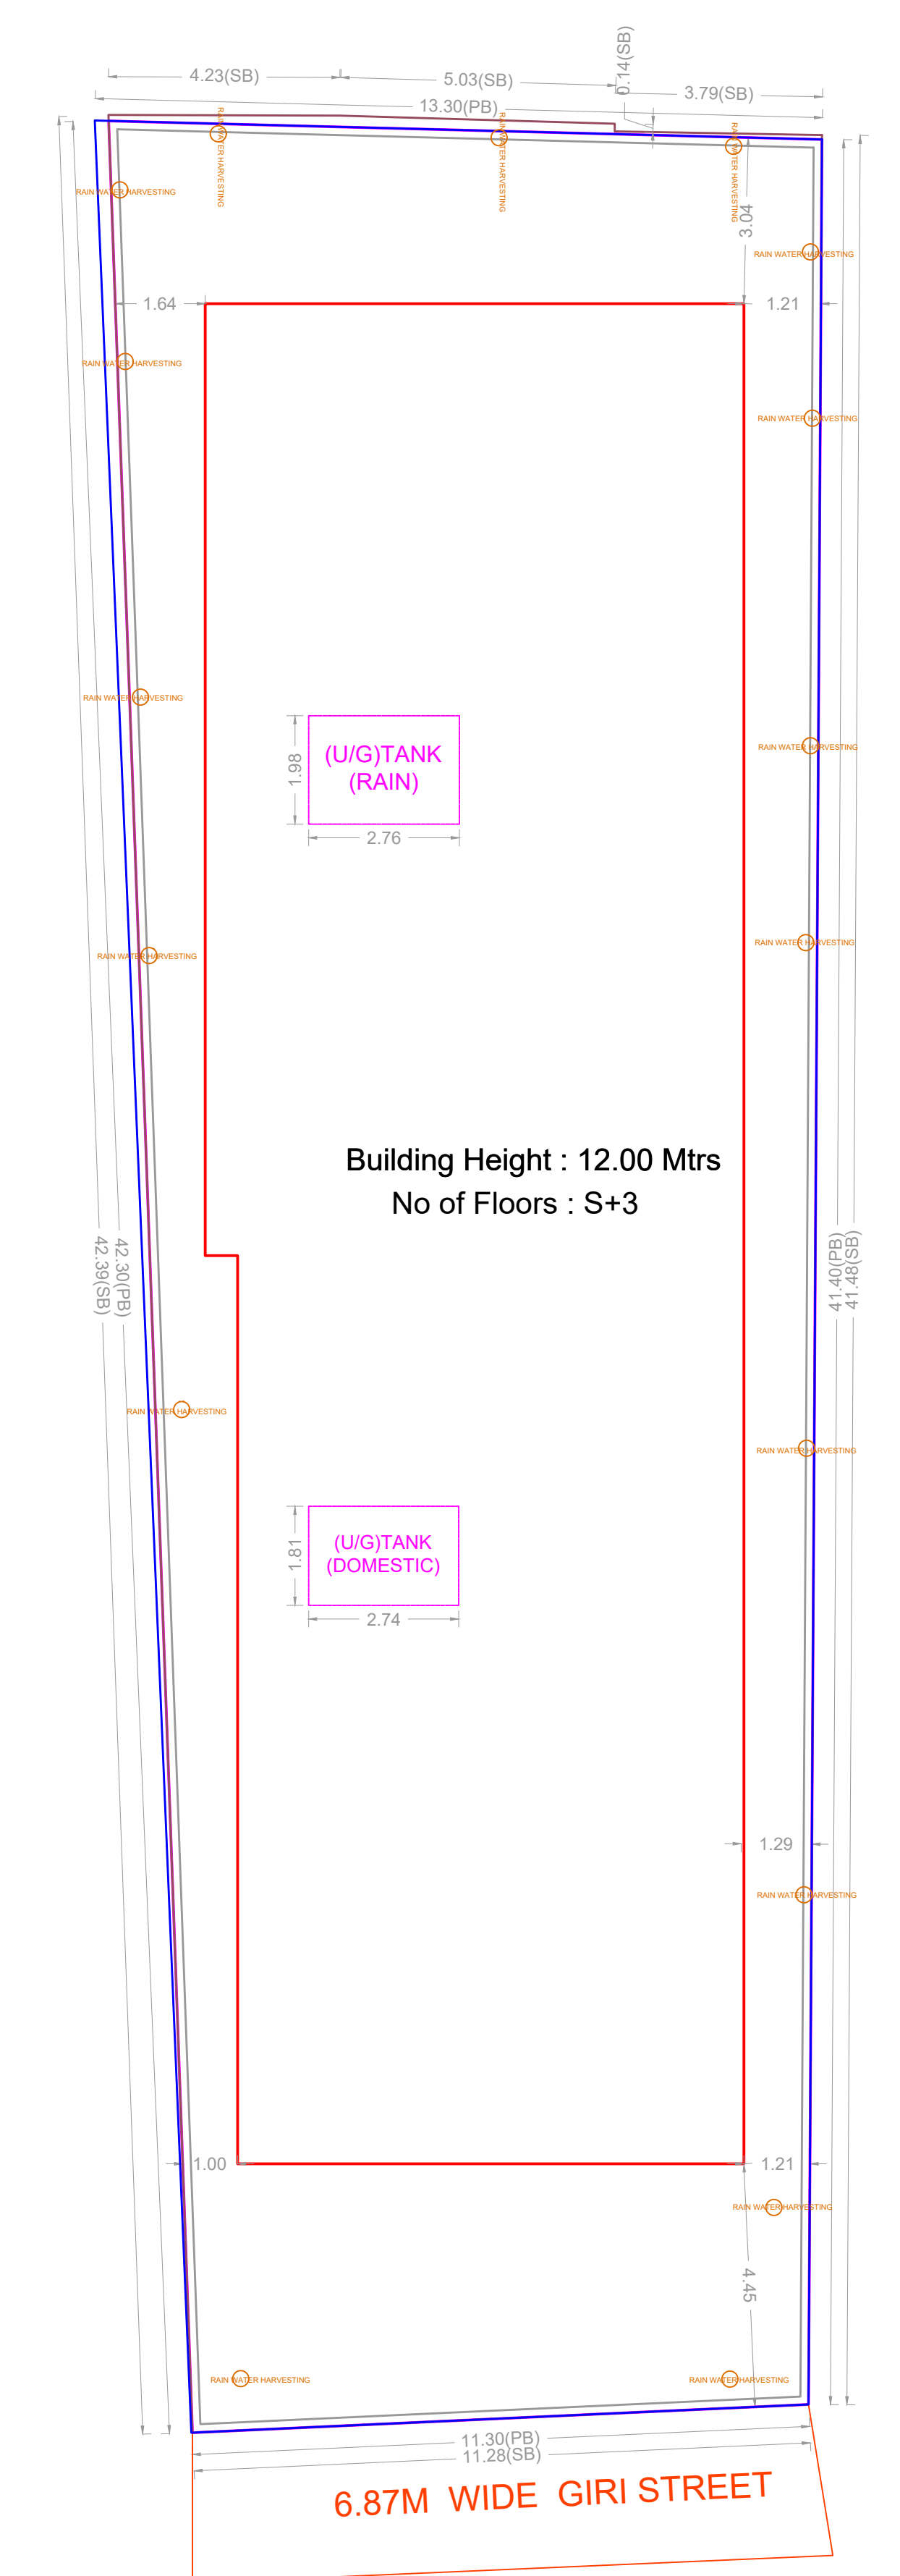 4.23(SB)
5.03(SB)
0.14(SB)
3.79(SB)
13.30(PB)
RAIN WATER HARVESTING
RAIN WATER HARVESTING
RAIN WATER HARVESTING
RAIN WATER HARVESTING
3.04
RAIN WATER HARVESTING
1.64
1.21
RAIN WATER HARVESTING
RAIN WATER HARVESTING
RAIN WATER HARVESTING
RAIN WATER HARVESTING
1.98
(U/G)TANK
(RAIN)
2.76
RAIN WATER HARVESTING
RAIN WATER HARVESTING
Building Height : 12.00 Mtrs
No of Floors : S+3
42.39(SB)
42.30(PB)
41.40(PB)
41.48(SB)
RAIN WATER HARVESTING
RAIN WATER HARVESTING
1.81
(U/G)TANK
(DOMESTIC)
2.74
1.29
RAIN WATER HARVESTING
1.00
1.21
RAIN WATER HARVESTING
4.45
RAIN WATER HARVESTING
RAIN WATER HARVESTING
11.30(PB)
11.28(SB)
6.87M WIDE GIRI STREET